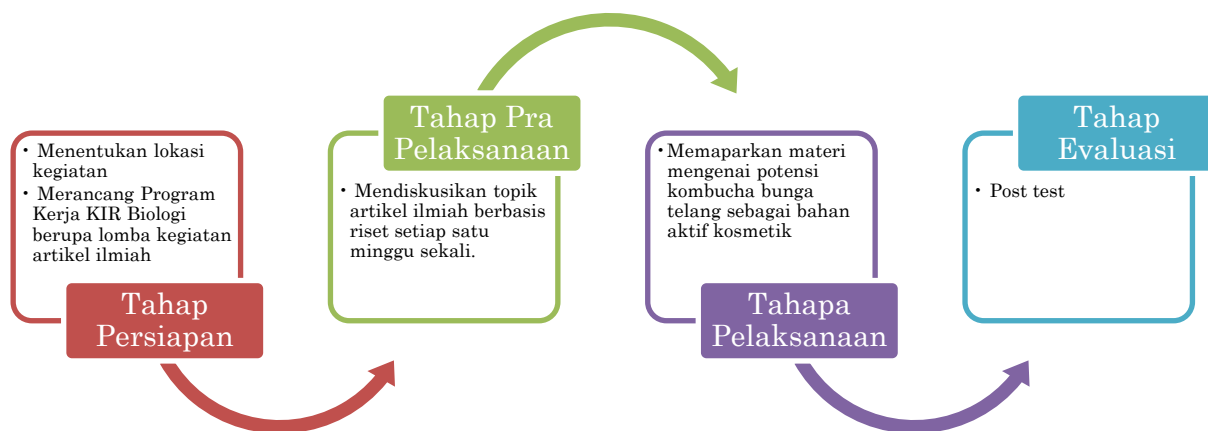 • Menentukan lokasi
kegiatan
• Merancang Program
Kerja KIR Biologi
berupa lomba kegiatan
artikel ilmiah
Tahap
Persiapan
Tahap Pra
Pelaksanaan
• Mendiskusikan topik
artikel ilmiah berbasis
riset setiap satu
minggu sekali.
•Memaparkan materi
mengenai potensi
kombucha bunga
telang sebagai bahan
aktif kosmetik
Tahapa
Pelaksanaan
Tahap
Evaluasi
• Post test